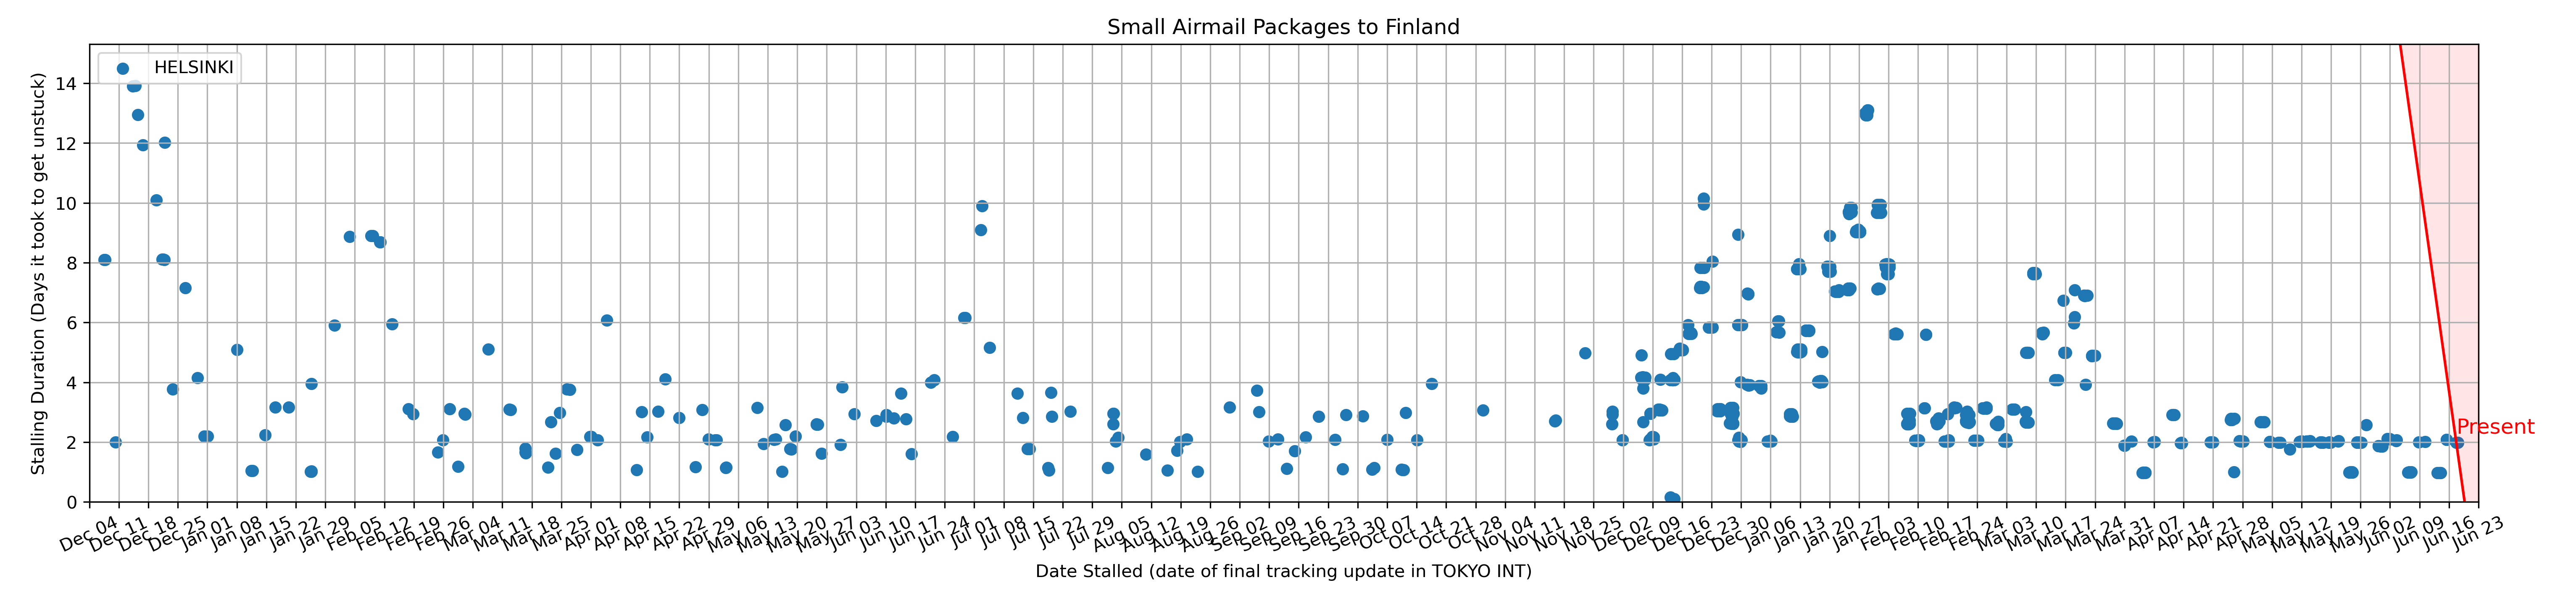 Small Airmail Packages to Finland
HELSINKI
Stalling Duration (Days it took to get unstuck)
14
12
10
8
6
4
2
0
Present
Dec 04 Dec 11 Dec 18 Dec 25 Jan 01 Jan 08 Jan 15 Jan 22 Jan 29 Feb 05 Feb 12 Feb 19 Feb 26 Mar 04 Mar 11 Mar 18 Mar 25 Apr 01 Apr 08 Apr 15 Apr 22 Apr 29 May 06 May 13 May 20 May 27 Jun 03 Jun 10 Jun 17 Jun 24 Jul 01 Jul 08 Jul 15 Jul 22 Jul 29 Aug 05 Aug 12 Aug 19 Aug 26 Sep 02 Sep 09 Sep 16 Sep 23 Sep 30 Oct 07 Oct 14 Oct 21 Oct 28 Nov 04 Nov 11 Nov 18 Nov 25 Dec 02 Dec 09 Dec 16 Dec 23 Dec 30 Jan 06 Jan 13 Jan 20 Jan 27 Feb 03 Feb 10 Feb 17 Feb 24 Mar 03 Mar 10 Mar 17 Mar 24 Mar 31 Apr 07 Apr 14 Apr 21 Apr 28 May 05 May 12 May 19 May 26 Jun 02 Jun 09 Jun 16 Jun 23
Date Stalled (date of final tracking update in TOKYO INT)